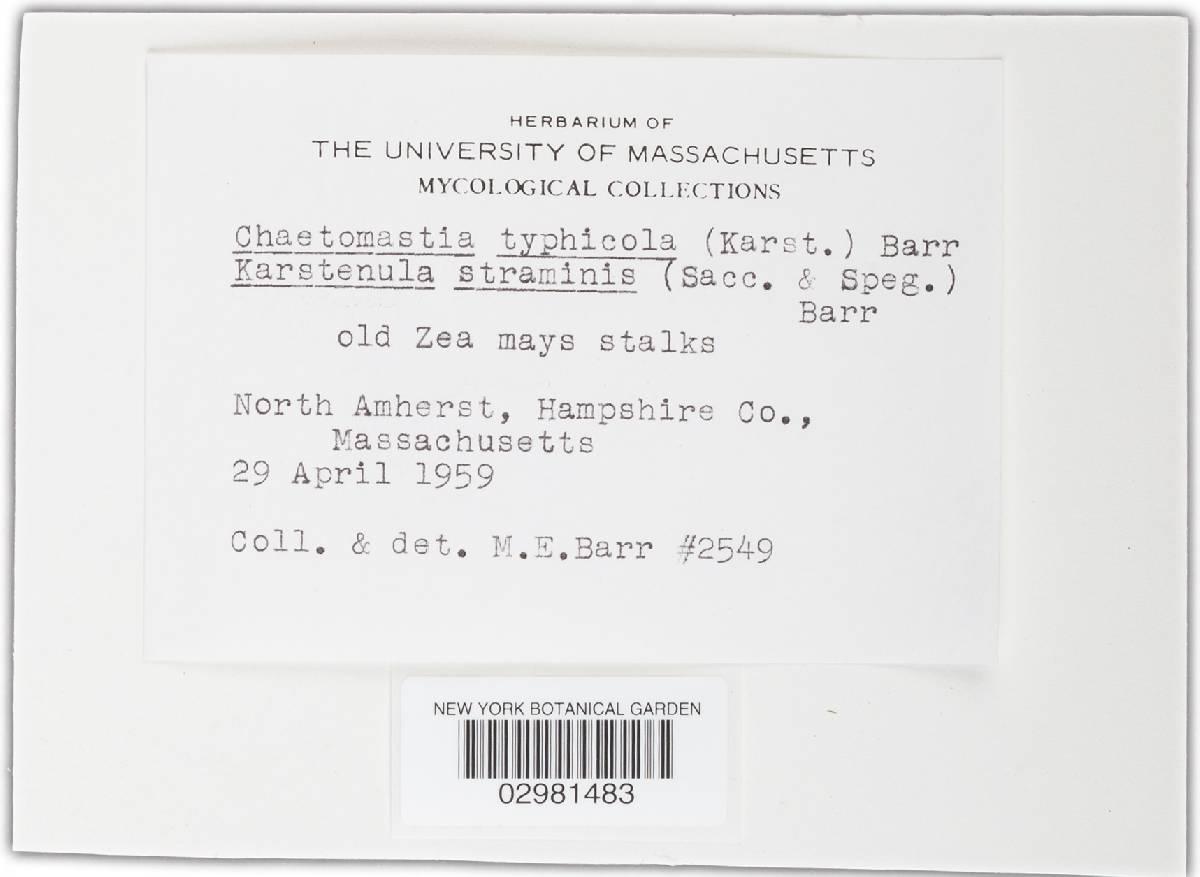 HERBARIUM OF
THE UNIVERSITY OF MASSACHUSETTS
MYCOLOGICAL COLLECTIONS
Chaetomastia typhicola (Karst.) Barr
Karstenula straminis (Sacc. & Speg.)
Barr
old Zea mays stalks
North Amherst, Hampshire Co.,
Massachusetts
29 April 1959
Coll. & det. M.E.Barr #2549
NEW YORK BOTANICAL GARDEN
02981483